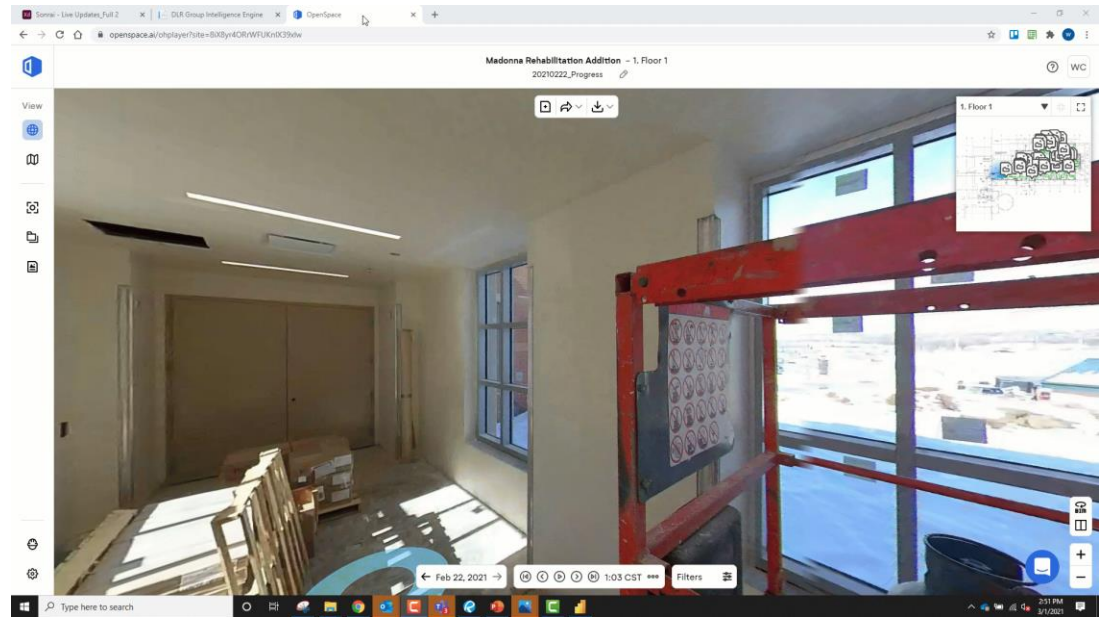 Sonrai - Live Updates_Full 2
DLR Group Intelligence Engine
OpenSpace
openspace.ai/ohplayer?site=BiX8yr4ORrWFUKnIX39xlw
Madonna Rehabilitation Addition – 1. Floor 1
20210222_Progress
WC
View
1. Floor 1
BIM
← Feb 22, 2021 →
1:03 CST
Filters
Type here to search
2:51 PM
3/1/2021